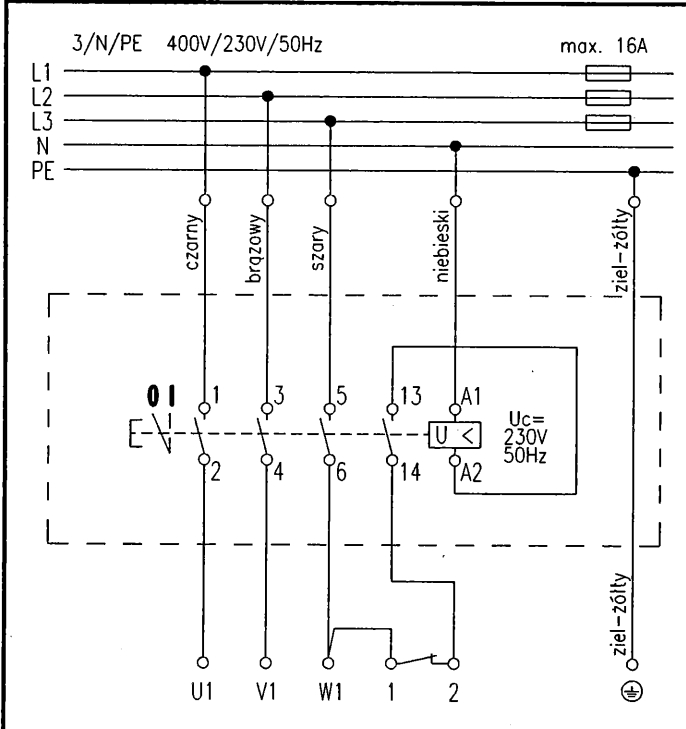 3/N/PE 400V/230V/50Hz max. 16A
L1
L2
L3
N
PE
czarny brązowy szary niebieski ziel-żółty
0 I 1 3 5 13 A1
U < Uc=
230V
50Hz
2 4 6 14 A2
ziel-żółty
U1 V1 W1 1 2